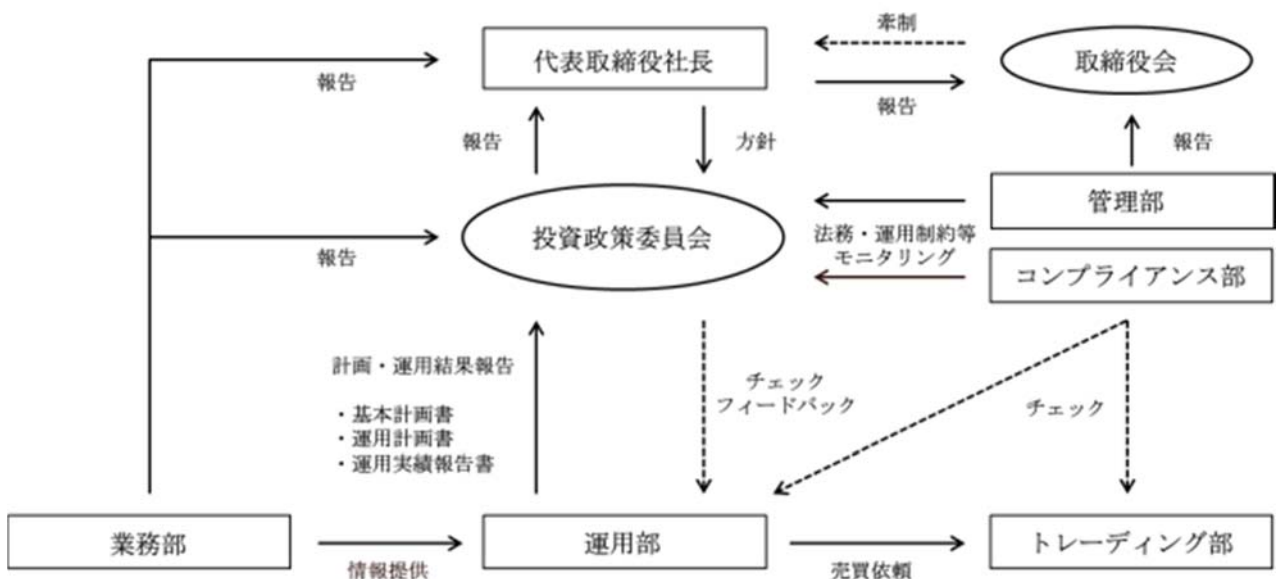 牽制
代表取締役社長
取締役会
報告
報告
報告
方針
報告
管理部
投資政策委員会
法務・運用制約等
モニタリング
報告
コンプライアンス部
計画・運用結果報告
・基本計画書
・運用計画書
・運用実績報告書
チェック
フィードバック
チェック
業務部
運用部
トレーディング部
情報提供
売買依頼